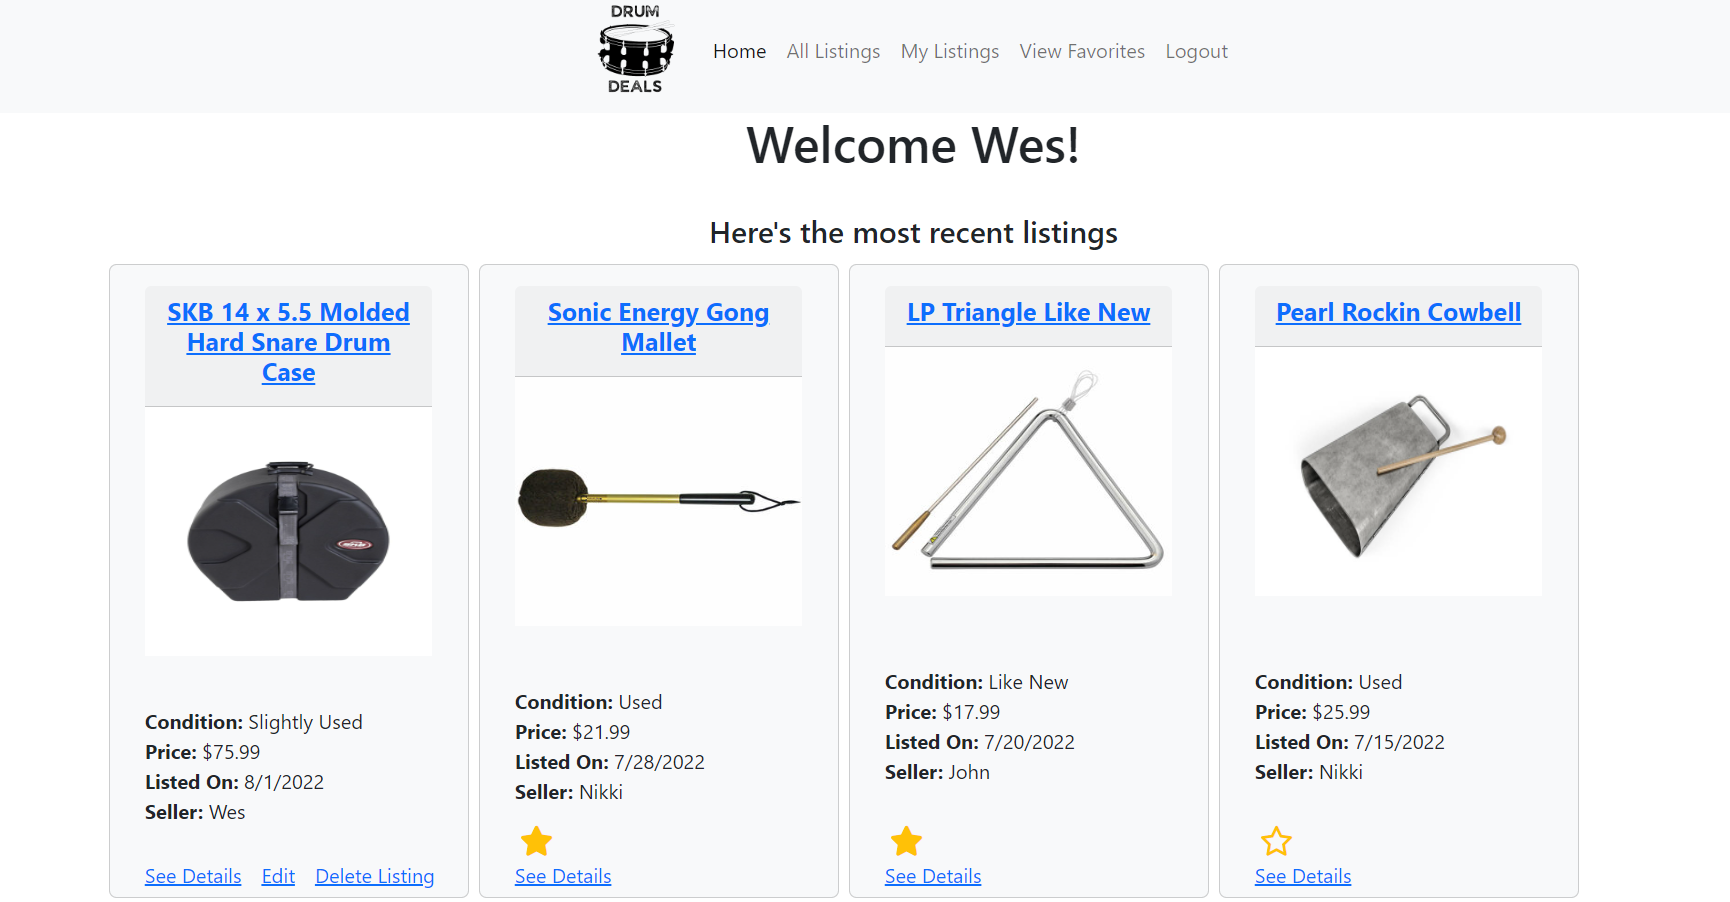 DRUM
DEALS
Home All Listings My Listings View Favorites Logout
Welcome Wes!
Here's the most recent listings
SKB 14 x 5.5 Molded
Hard Snare Drum
Case
Condition: Slightly Used
Price: $75.99
Listed On: 8/1/2022
Seller: Wes
See Details Edit Delete Listing
Sonic Energy Gong
Mallet
Condition: Used
Price: $21.99
Listed On: 7/28/2022
Seller: Nikki
See Details
LP Triangle Like New
Condition: Like New
Price: $17.99
Listed On: 7/20/2022
Seller: John
See Details
Pearl Rockin Cowbell
Condition: Used
Price: $25.99
Listed On: 7/15/2022
Seller: Nikki
See Details